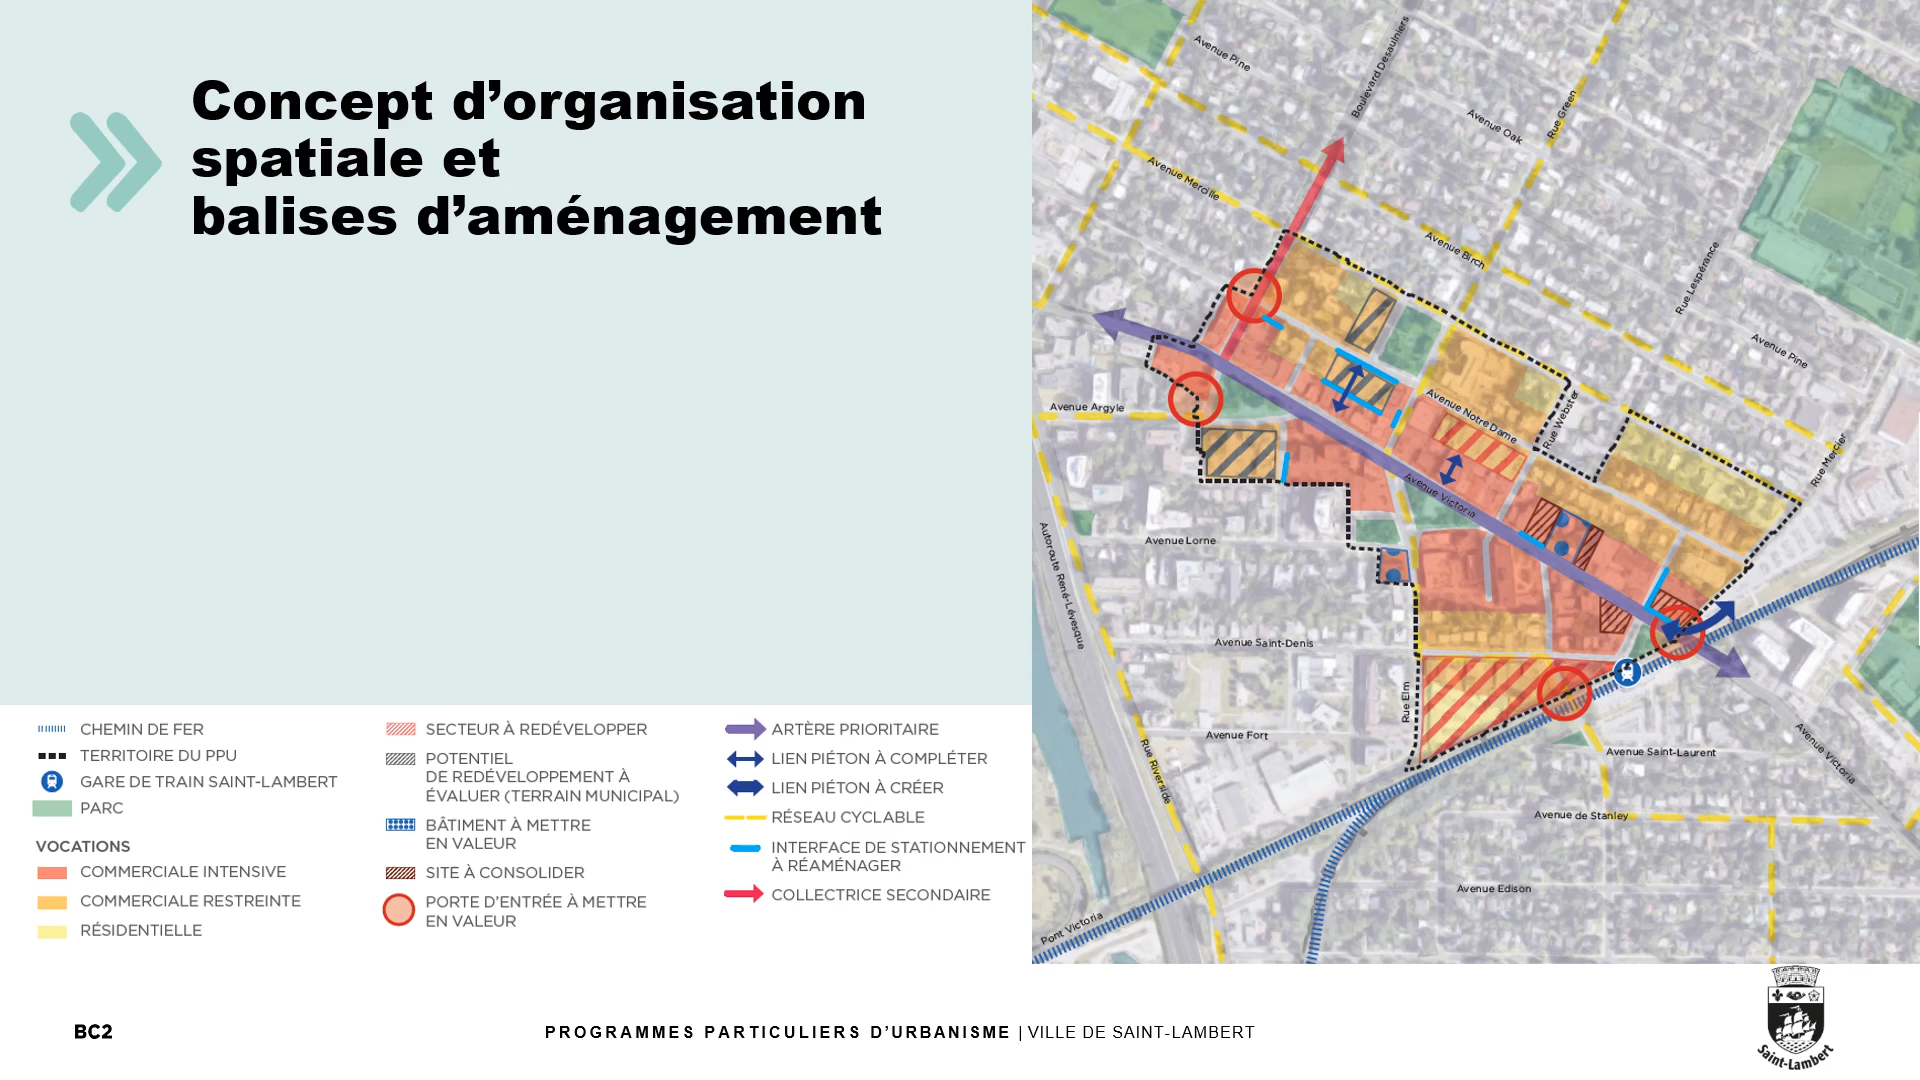 Concept d’organisation
spatiale et
balises d’aménagement
CHEMIN DE FER
TERRITOIRE DU PPU
GARE DE TRAIN SAINT-LAMBERT
PARC
VOCATIONS
COMMERCIALE INTENSIVE
COMMERCIALE RESTREINTE
RÉSIDENTIELLE
SECTEUR À REDÉVELOPPER
POTENTIEL
DE REDÉVELOPPEMENT À
ÉVALUER (TERRAIN MUNICIPAL)
BÂTIMENT À METTRE
EN VALEUR
SITE À CONSOLIDER
PORTE D’ENTRÉE À METTRE
EN VALEUR
ARTÈRE PRIORITAIRE
LIEN PIÉTON À COMPLÉTER
LIEN PIÉTON À CRÉER
RÉSEAU CYCLABLE
INTERFACE DE STATIONNEMENT
À RÉAMÉNAGER
COLLECTRICE SECONDAIRE
Avenue Pine
Boulevard Desaulniers
Avenue Oak
Rue Green
Avenue Mercille
Avenue Birch
Rue Lespérance
Avenue Pine
Avenue Argyle
Avenue Notre Dame
Rue Webster
Rue Mercier
Avenue Victoria
Avenue Lorne
Autoroute René-Lévesque
Avenue Saint-Denis
Rue Elm
Avenue Fort
Rue Riverside
Avenue Saint-Laurent
Avenue Victoria
Avenue de Stanley
Avenue Edison
Pont Victoria
BC2
PROGRAMMES PARTICULIERS D’URBANISME | VILLE DE SAINT-LAMBERT
Saint-Lambert